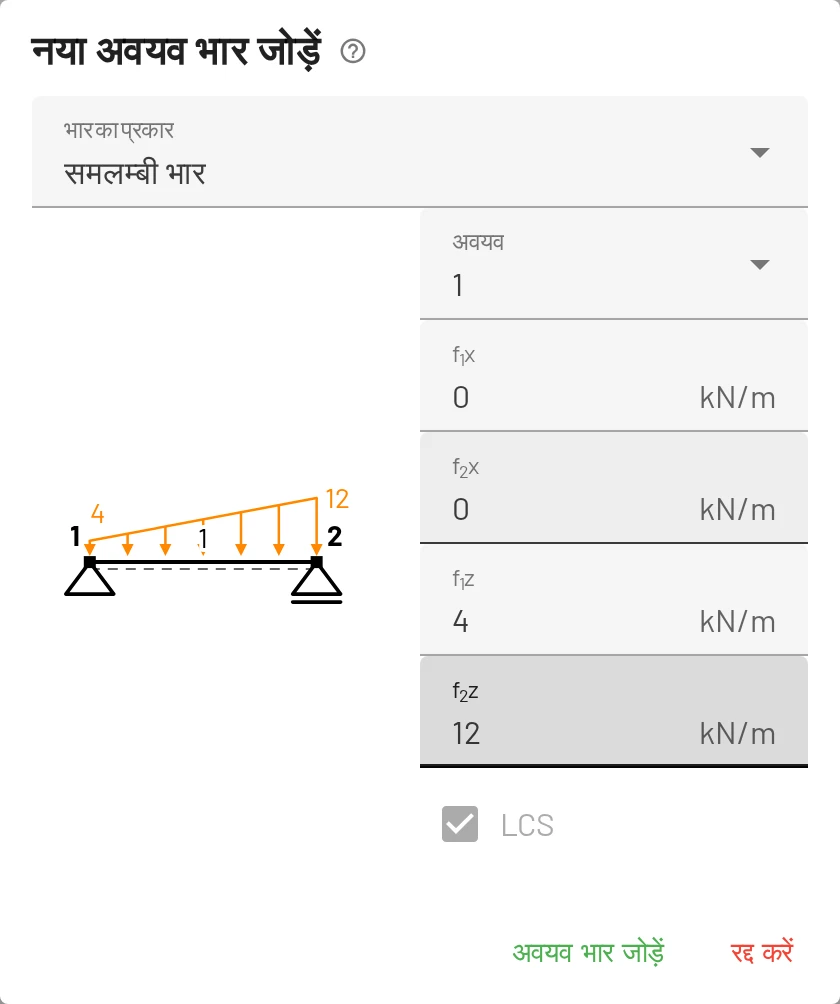 नया अवयव भार जोड़ें
भार का प्रकार
समलम्बी भार
अवयव
1
f₁x
0 kN/m
f₂x
0 kN/m
12
4
1 1 2
f₁z
4 kN/m
f₂z
12 kN/m
LCS
अवयव भार जोड़ें रद्द करें